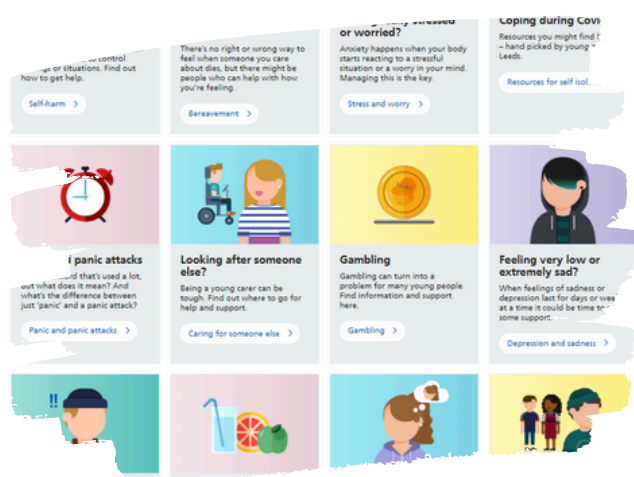 to control
or situations. Find out
how to get help.
Self-harm
There's no right or wrong way to
feel when someone you care
about dies, but there might be
people who can help with how
you're feeling.
Bereavement
stressed
or worried?
Anxiety happens when your body
starts reacting to a stressful
situation or a worry in your mind.
Managing this is the key.
Stress and worry
Coping during
Resources you might find
– hand picked by young
Leeds.
Resources for self
panic attacks
word that's used a lot,
but what does it mean? And
what's the difference between
just 'panic' and a panic attack?
Panic and panic attacks
Looking after someone
else?
Being a young carer can be
tough. Find out where to go for
help and support.
Caring for someone else
Gambling
Gambling can turn into a
problem for many young people.
Find information and support
here.
Gambling
Feeling very low or
extremely sad?
When feelings of sadness or
depression last for days or
at a time it could be time to
some support.
Depression and sadness
!!